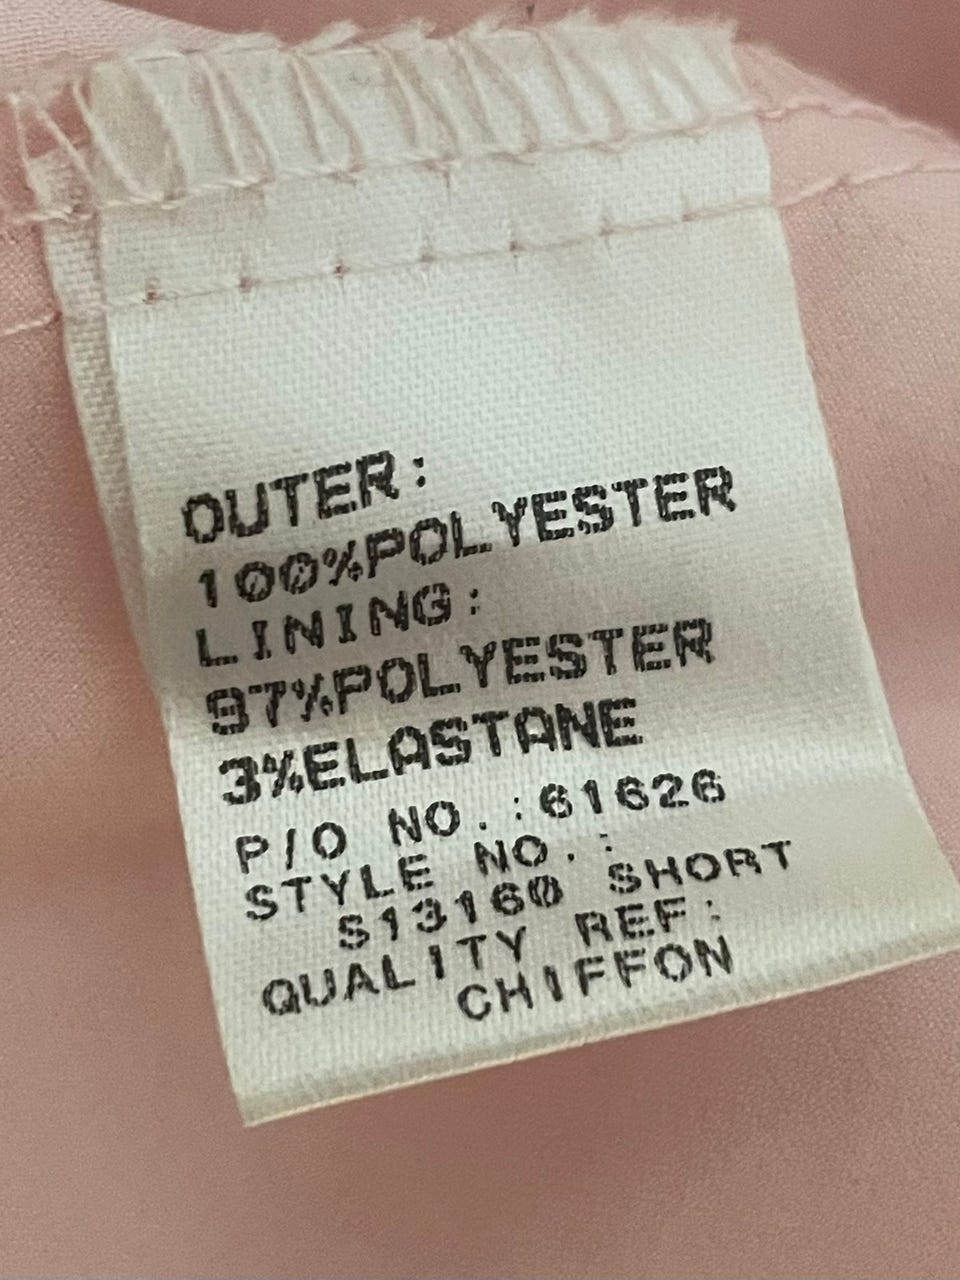 OUTER:
100%POLYESTER
LINING:
97%POLYESTER
3%ELASTANE
P/O NO.:61626
STYLE NO.:
S13160 SHORT
QUALITY REF:
CHIFFON